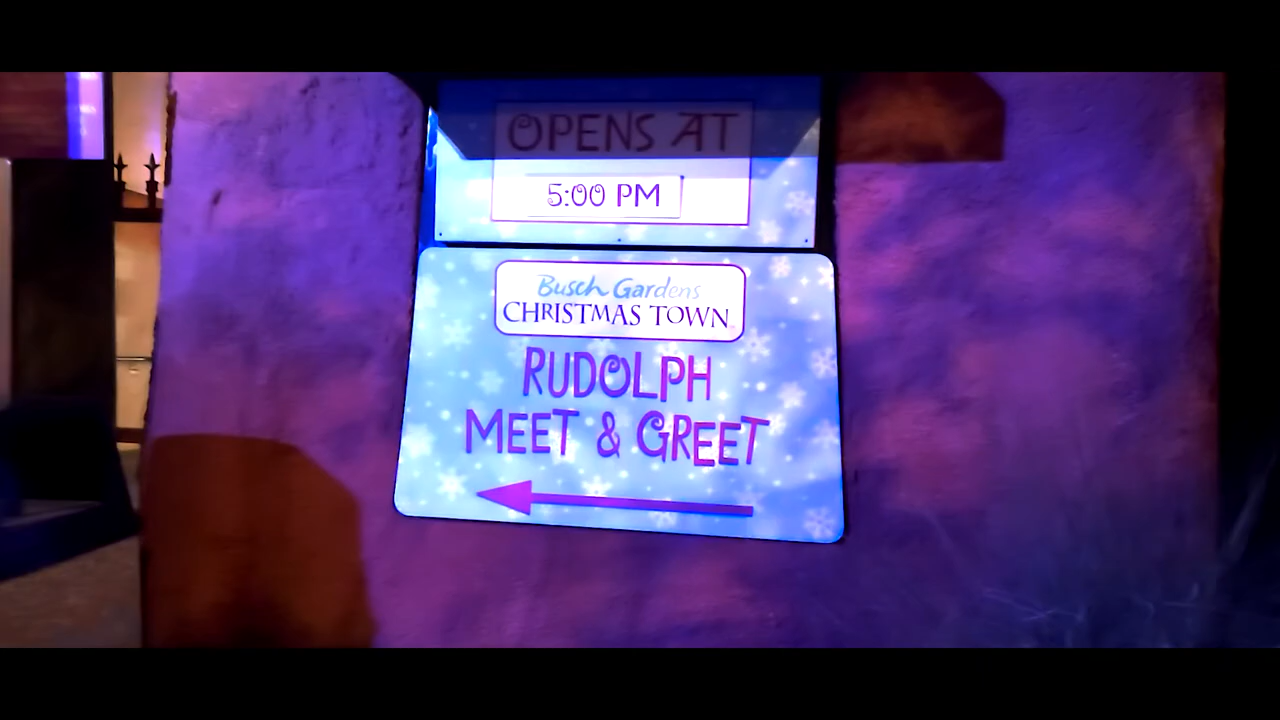 OPENS AT
5:00 PM
Busch Gardens
CHRISTMAS TOWN
RUDOLPH
MEET & GREET